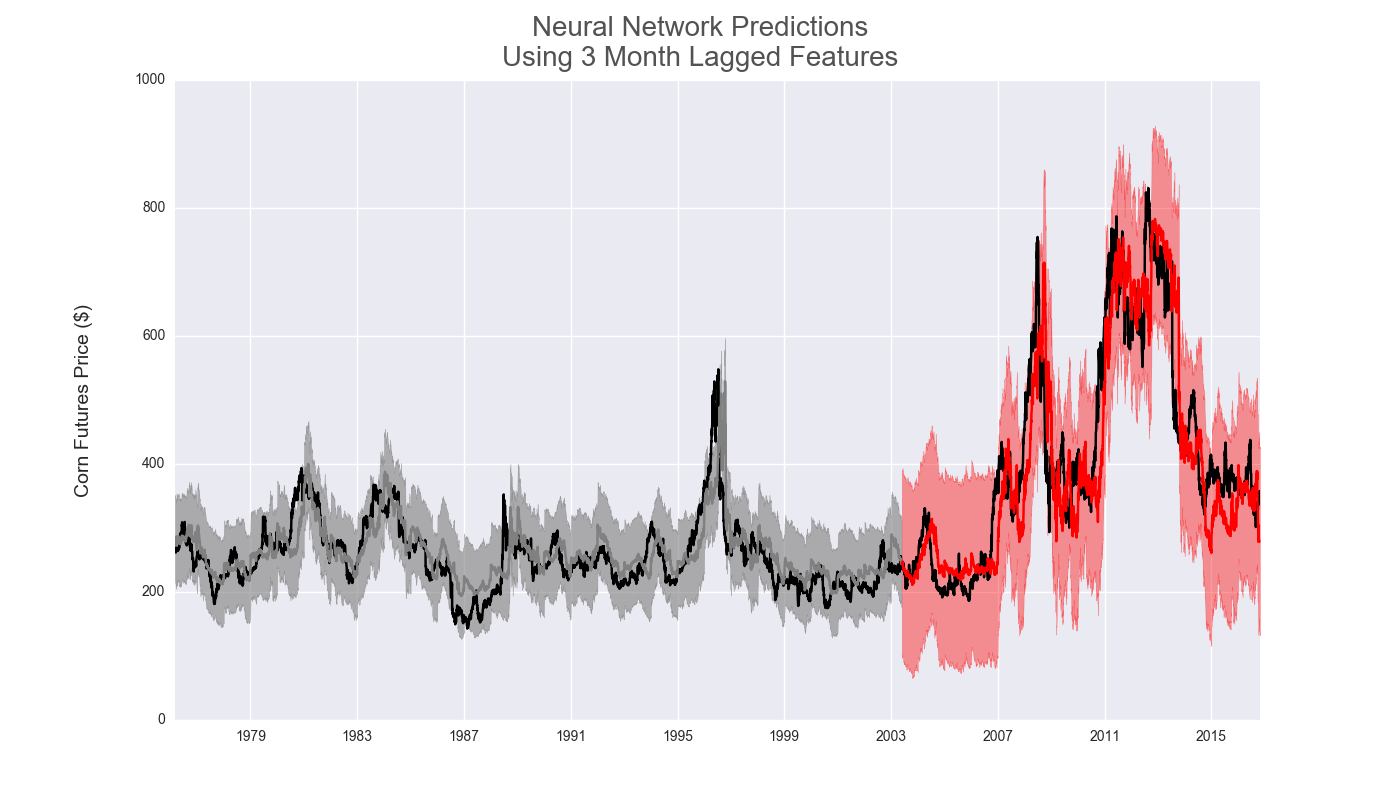 Neural Network Predictions
Using 3 Month Lagged Features
Corn Futures Price ($)
1000
800
600
400
200
0
1979 1983 1987 1991 1995 1999 2003 2007 2011 2015